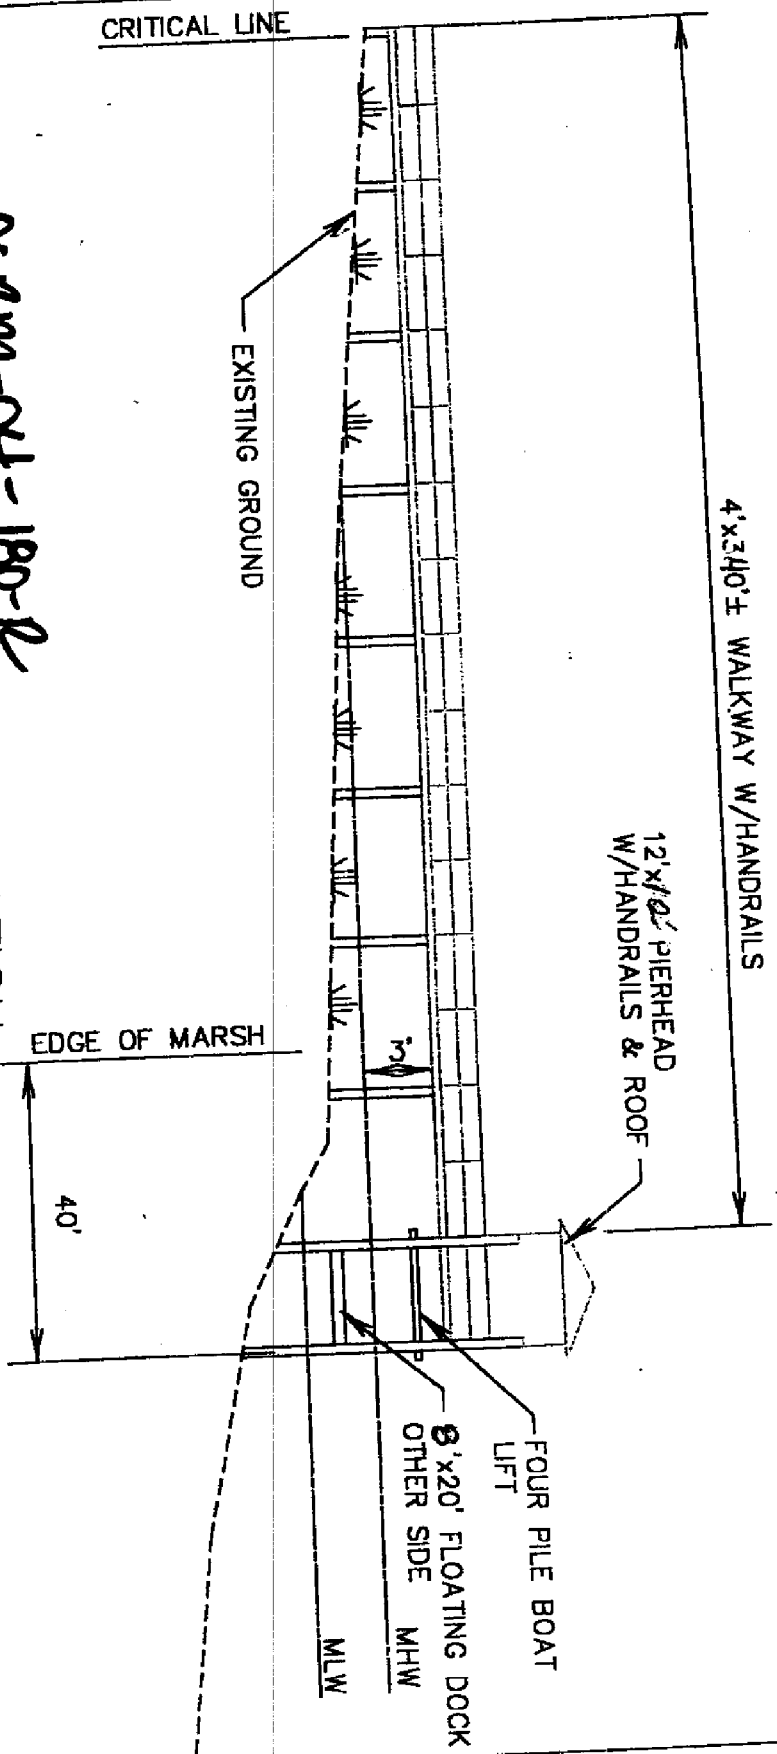 CRITICAL LINE
4'x340'± WALKWAY W/HANDRAILS
12'x12' PIERHEAD
W/HANDRAILS & ROOF
EXISTING GROUND
EDGE OF MARSH
3'
40'
FOUR PILE BOAT
LIFT
8'x20' FLOATING DOCK
OTHER SIDE
MHW
MLW